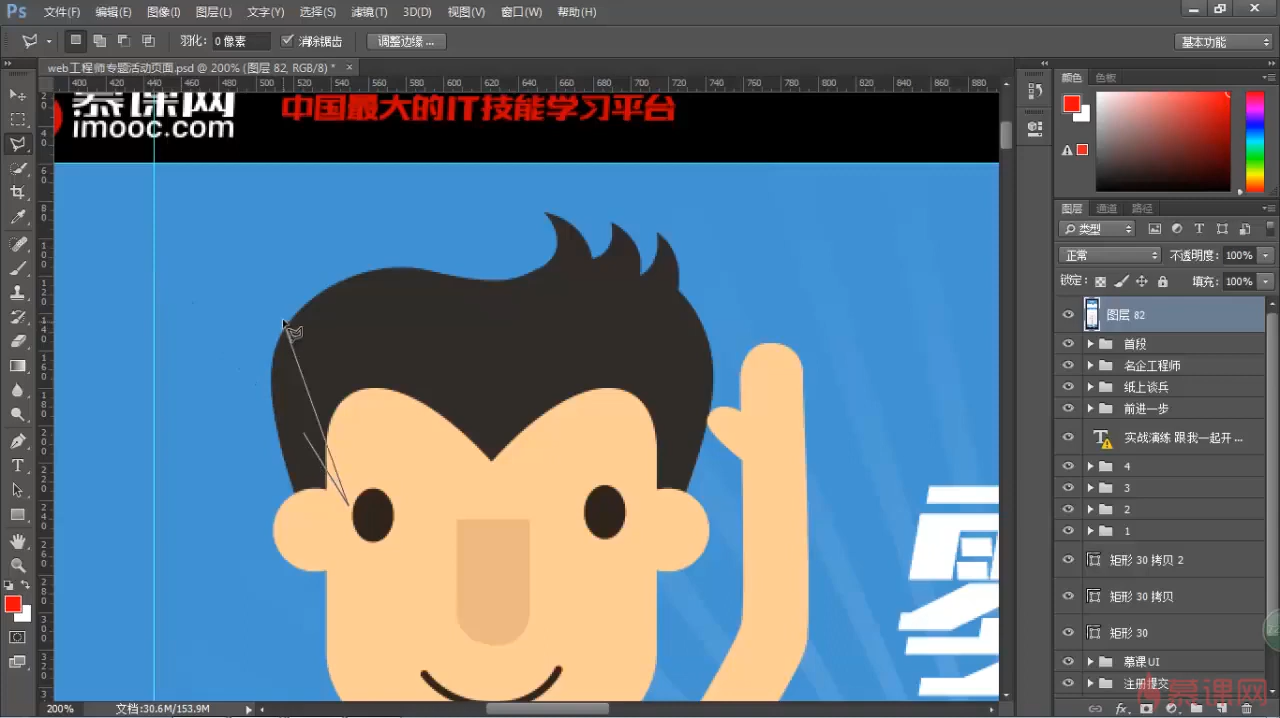 Ps 文件(F) 编辑(E) 图像(I) 图层(L) 文字(Y) 选择(S) 滤镜(T) 3D(D) 视图(V) 窗口(W) 帮助(H)
羽化: 0 像素 消除锯齿 调整边缘 ... 基本功能
web工程师专题活动页面.psd @ 200% (图层 82, RGB/8) * ×
400 420 440 460 480 500 520 540 560 580 600 620 640 660 680 700 720 740 760 780 800 820 840 860 880
慕课网
imooc.com
中国最大的IT技能学习平台
颜色 色板
图层 通道 路径
类型
正常 不透明度: 100%
锁定: 填充: 100%
图层 82
首段
名企工程师
纸上谈兵
前进一步
实战演练 跟我一起开 ...
4
3
2
1
矩形 30 拷贝 2
矩形 30 拷贝
矩形 30
慕课UI
注册提交
慕课网
200% 文档:30.6M/153.9M